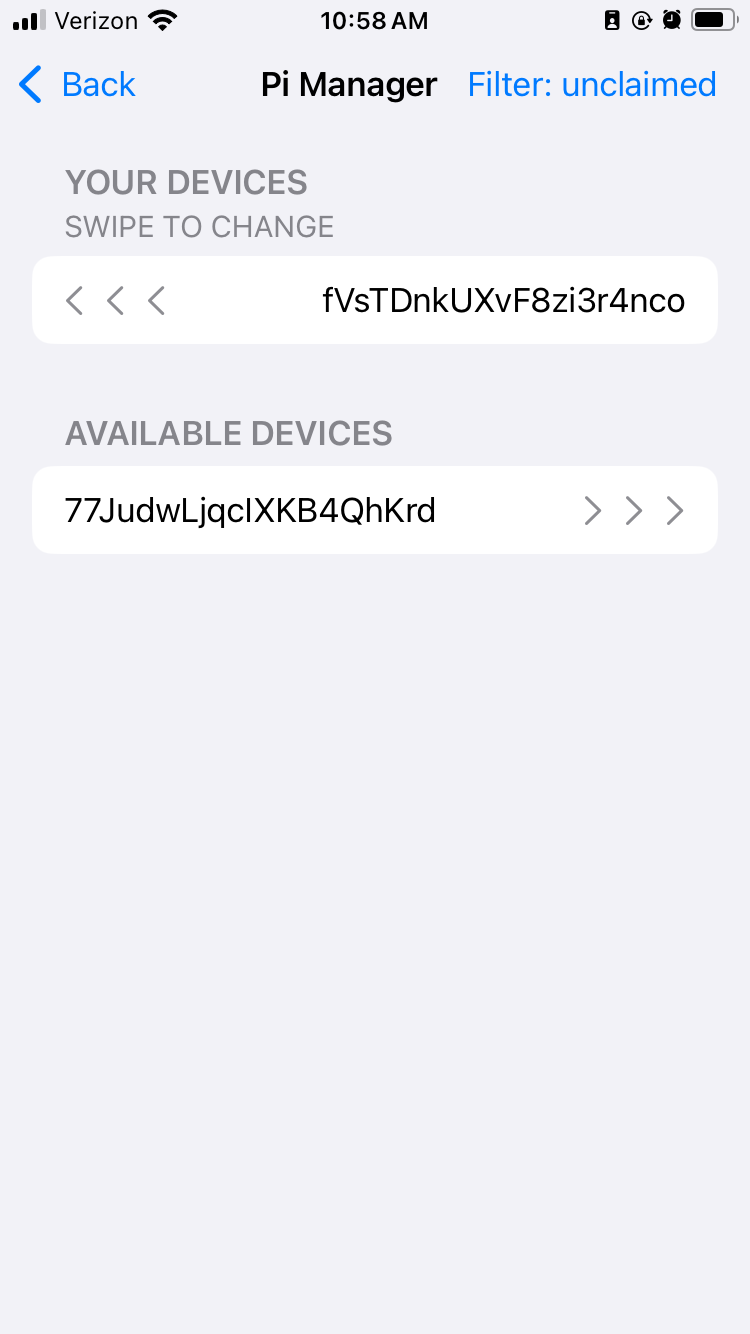 Verizon 10:58 AM
Back Pi Manager Filter: unclaimed
YOUR DEVICES
SWIPE TO CHANGE
fVsTDnkUXvF8zi3r4nco
AVAILABLE DEVICES
77JudwLjqcIXKB4QhKrd